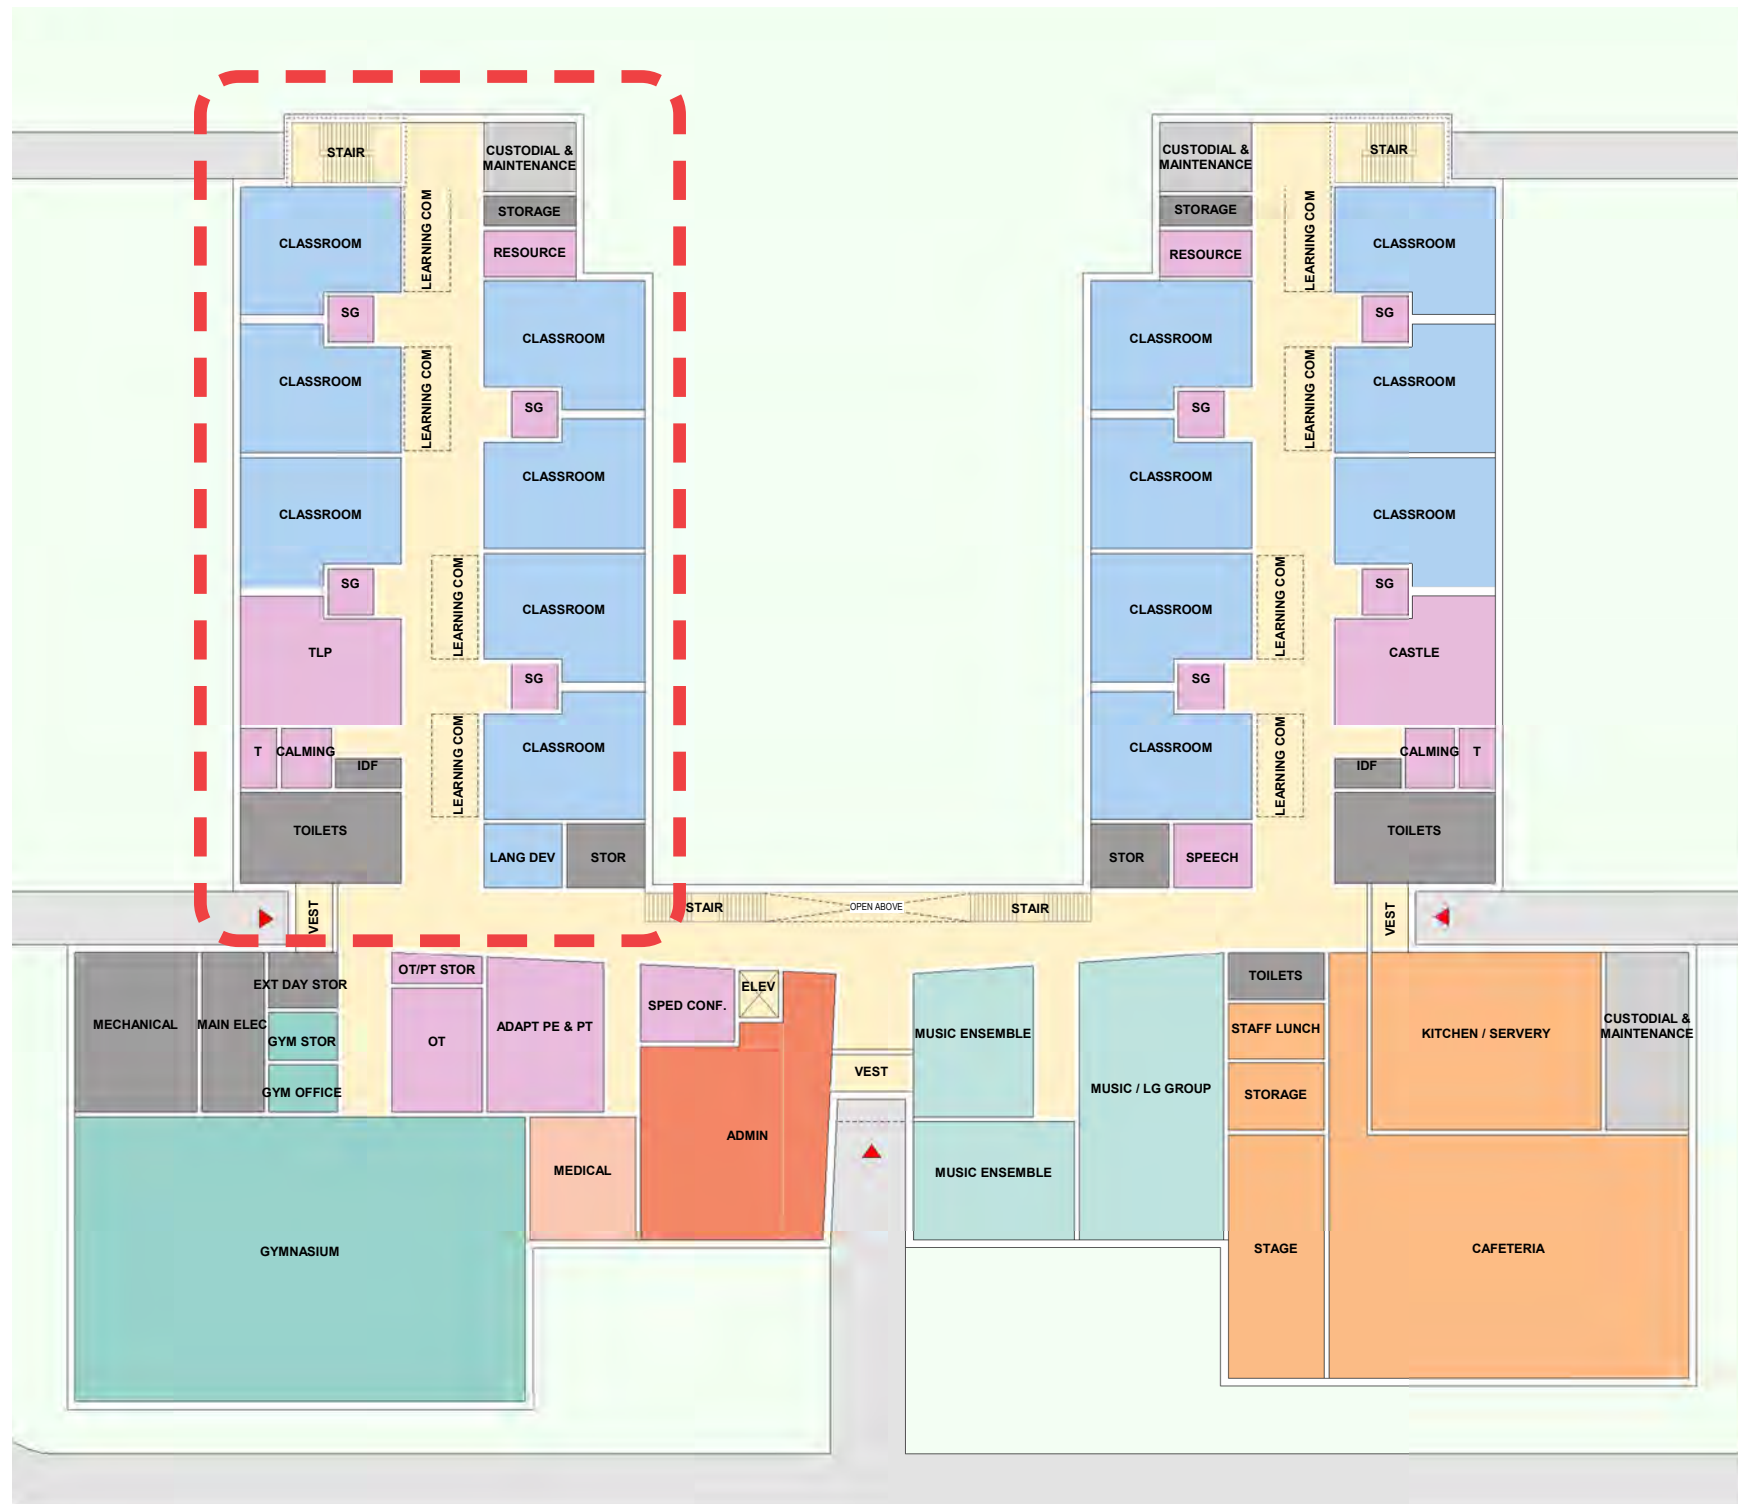 STAIR
CUSTODIAL &
MAINTENANCE
STORAGE
RESOURCE
LEARNING COM
CLASSROOM
SG
CLASSROOM
LEARNING COM
CLASSROOM
SG
CLASSROOM
CLASSROOM
SG
TLP
LEARNING COM
CLASSROOM
SG
CLASSROOM
LEARNING COM
T
CALMING
IDF
TOILETS
LANG DEV
STOR
VEST
STAIR
OPEN ABOVE
STAIR
CUSTODIAL &
MAINTENANCE
STAIR
STORAGE
RESOURCE
LEARNING COM
CLASSROOM
SG
CLASSROOM
LEARNING COM
CLASSROOM
SG
CLASSROOM
CLASSROOM
SG
CLASSROOM
LEARNING COM
CASTLE
SG
CLASSROOM
LEARNING COM
CALMING
T
IDF
TOILETS
STOR
SPEECH
VEST
MECHANICAL
MAIN ELEC
EXT DAY STOR
GYM STOR
GYM OFFICE
OT/PT STOR
OT
ADAPT PE & PT
SPED CONF.
ELEV
ADMIN
MEDICAL
GYMNASIUM
VEST
MUSIC ENSEMBLE
MUSIC ENSEMBLE
MUSIC / LG GROUP
TOILETS
STAFF LUNCH
STORAGE
STAGE
KITCHEN / SERVERY
CUSTODIAL &
MAINTENANCE
CAFETERIA